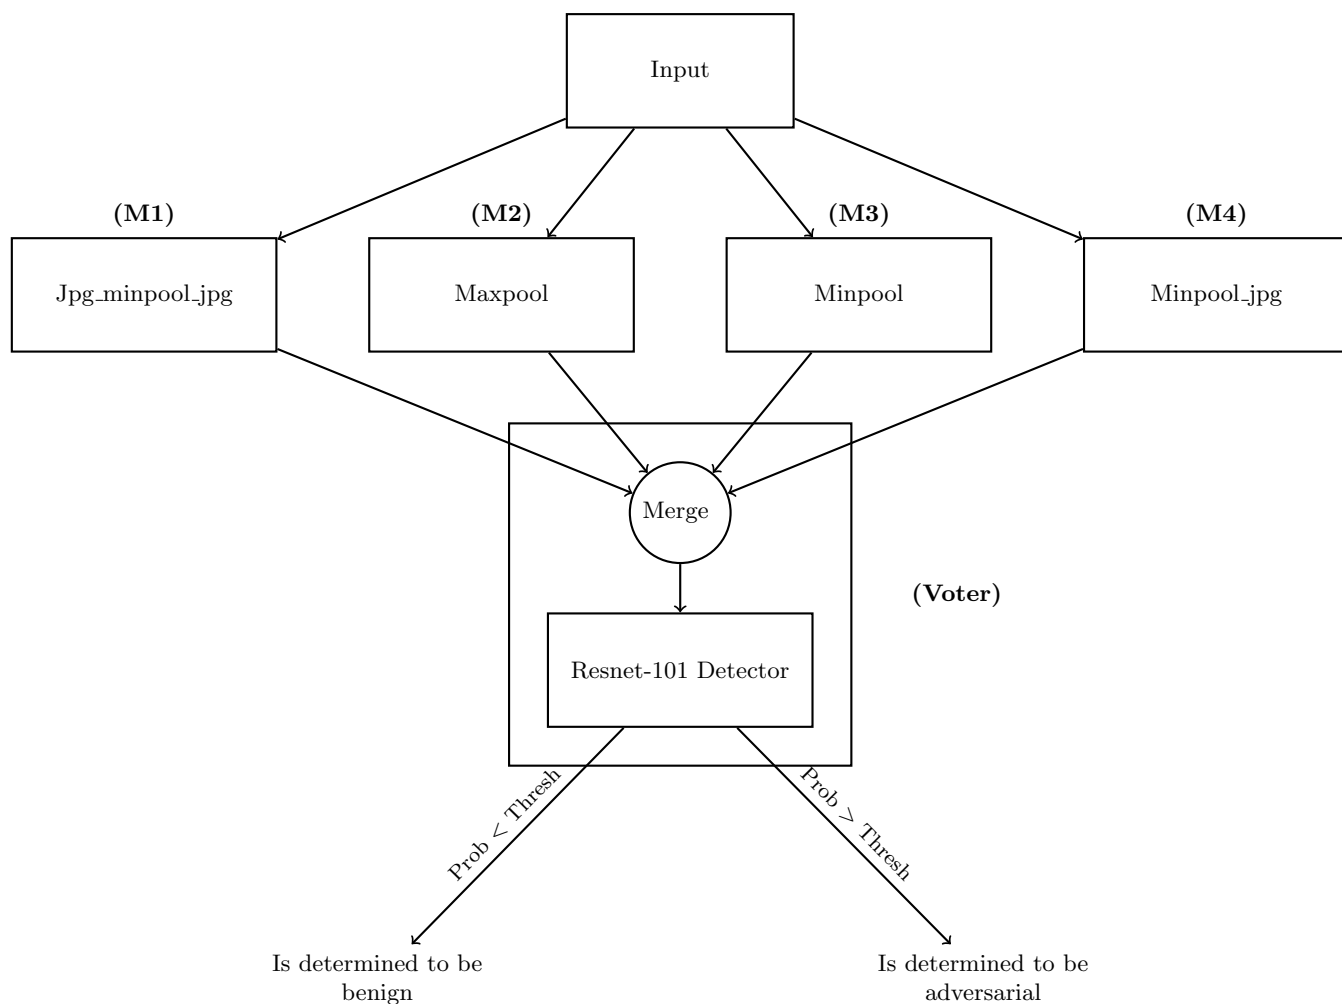 Input
(M1)
(M2)
(M3)
(M4)
Jpg_minpool_jpg
Maxpool
Minpool
Minpool_jpg
Merge
(Voter)
Resnet-101 Detector
Prob < Thresh
Prob > Thresh
Is determined to be
benign
Is determined to be
adversarial